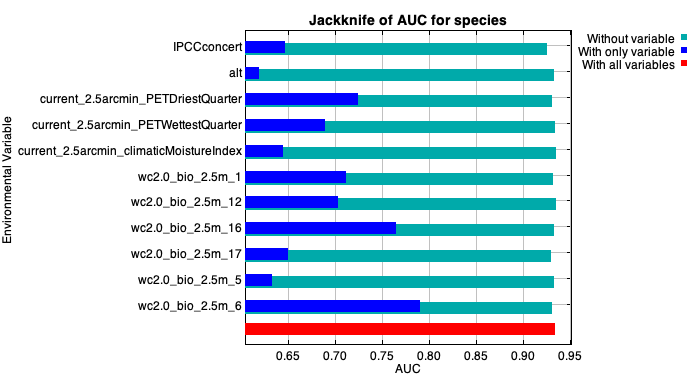 Jackknife of AUC for species
Without variable
With only variable
With all variables
Environmental Variable
IPCCconcert
alt
current_2.5arcmin_PETDriestQuarter
current_2.5arcmin_PETWettestQuarter
current_2.5arcmin_climaticMoistureIndex
wc2.0_bio_2.5m_1
wc2.0_bio_2.5m_12
wc2.0_bio_2.5m_16
wc2.0_bio_2.5m_17
wc2.0_bio_2.5m_5
wc2.0_bio_2.5m_6
0.65 0.70 0.75 0.80 0.85 0.90 0.95
AUC